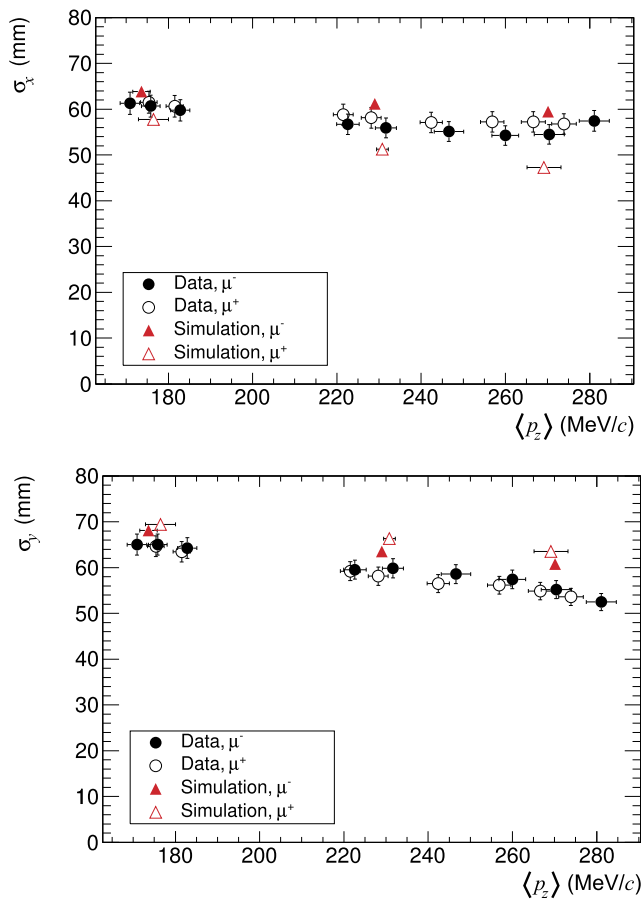 σx (mm)
80
70
60
50
40
30
20
10
0
Data, μ-
Data, μ+
Simulation, μ-
Simulation, μ+
180 200 220 240 260 280
⟨pz⟩ (MeV/c)
σy (mm)
80
70
60
50
40
30
20
10
0
Data, μ-
Data, μ+
Simulation, μ-
Simulation, μ+
180 200 220 240 260 280
⟨pz⟩ (MeV/c)